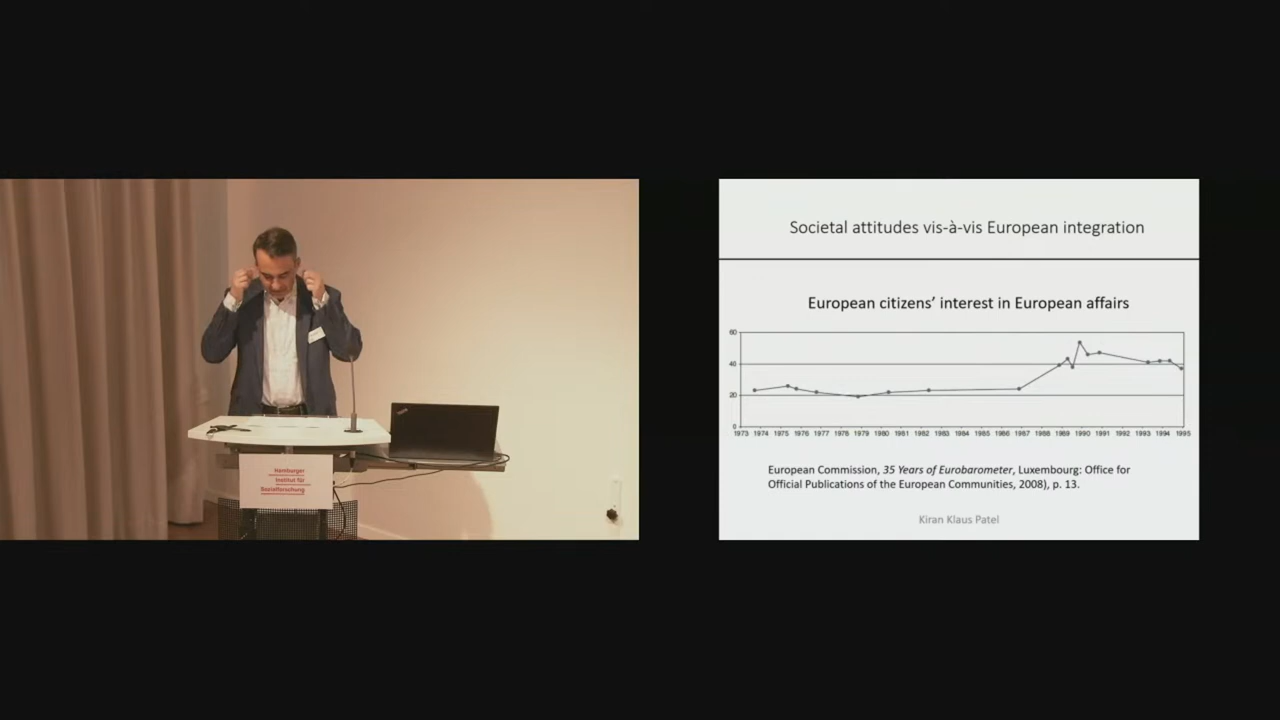 Hamburger
Institut für
Sozialforschung
Societal attitudes vis-à-vis European integration
European citizens’ interest in European affairs
60
40
20
0
1973 1974 1975 1976 1977 1978 1979 1980 1981 1982 1983 1984 1985 1986 1987 1988 1989 1990 1991 1992 1993 1994 1995
European Commission, 35 Years of Eurobarometer, Luxembourg: Office for
Official Publications of the European Communities, 2008), p. 13.
Kiran Klaus Patel